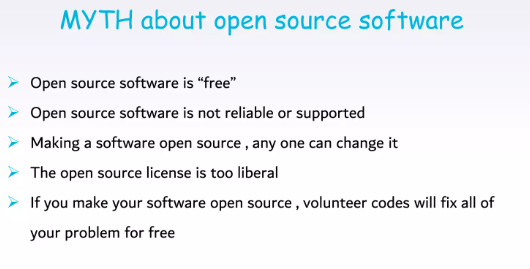 MYTH about open source software
Open source software is “free”
Open source software is not reliable or supported
Making a software open source , any one can change it
The open source license is too liberal
If you make your software open source , volunteer codes will fix all of
your problem for free